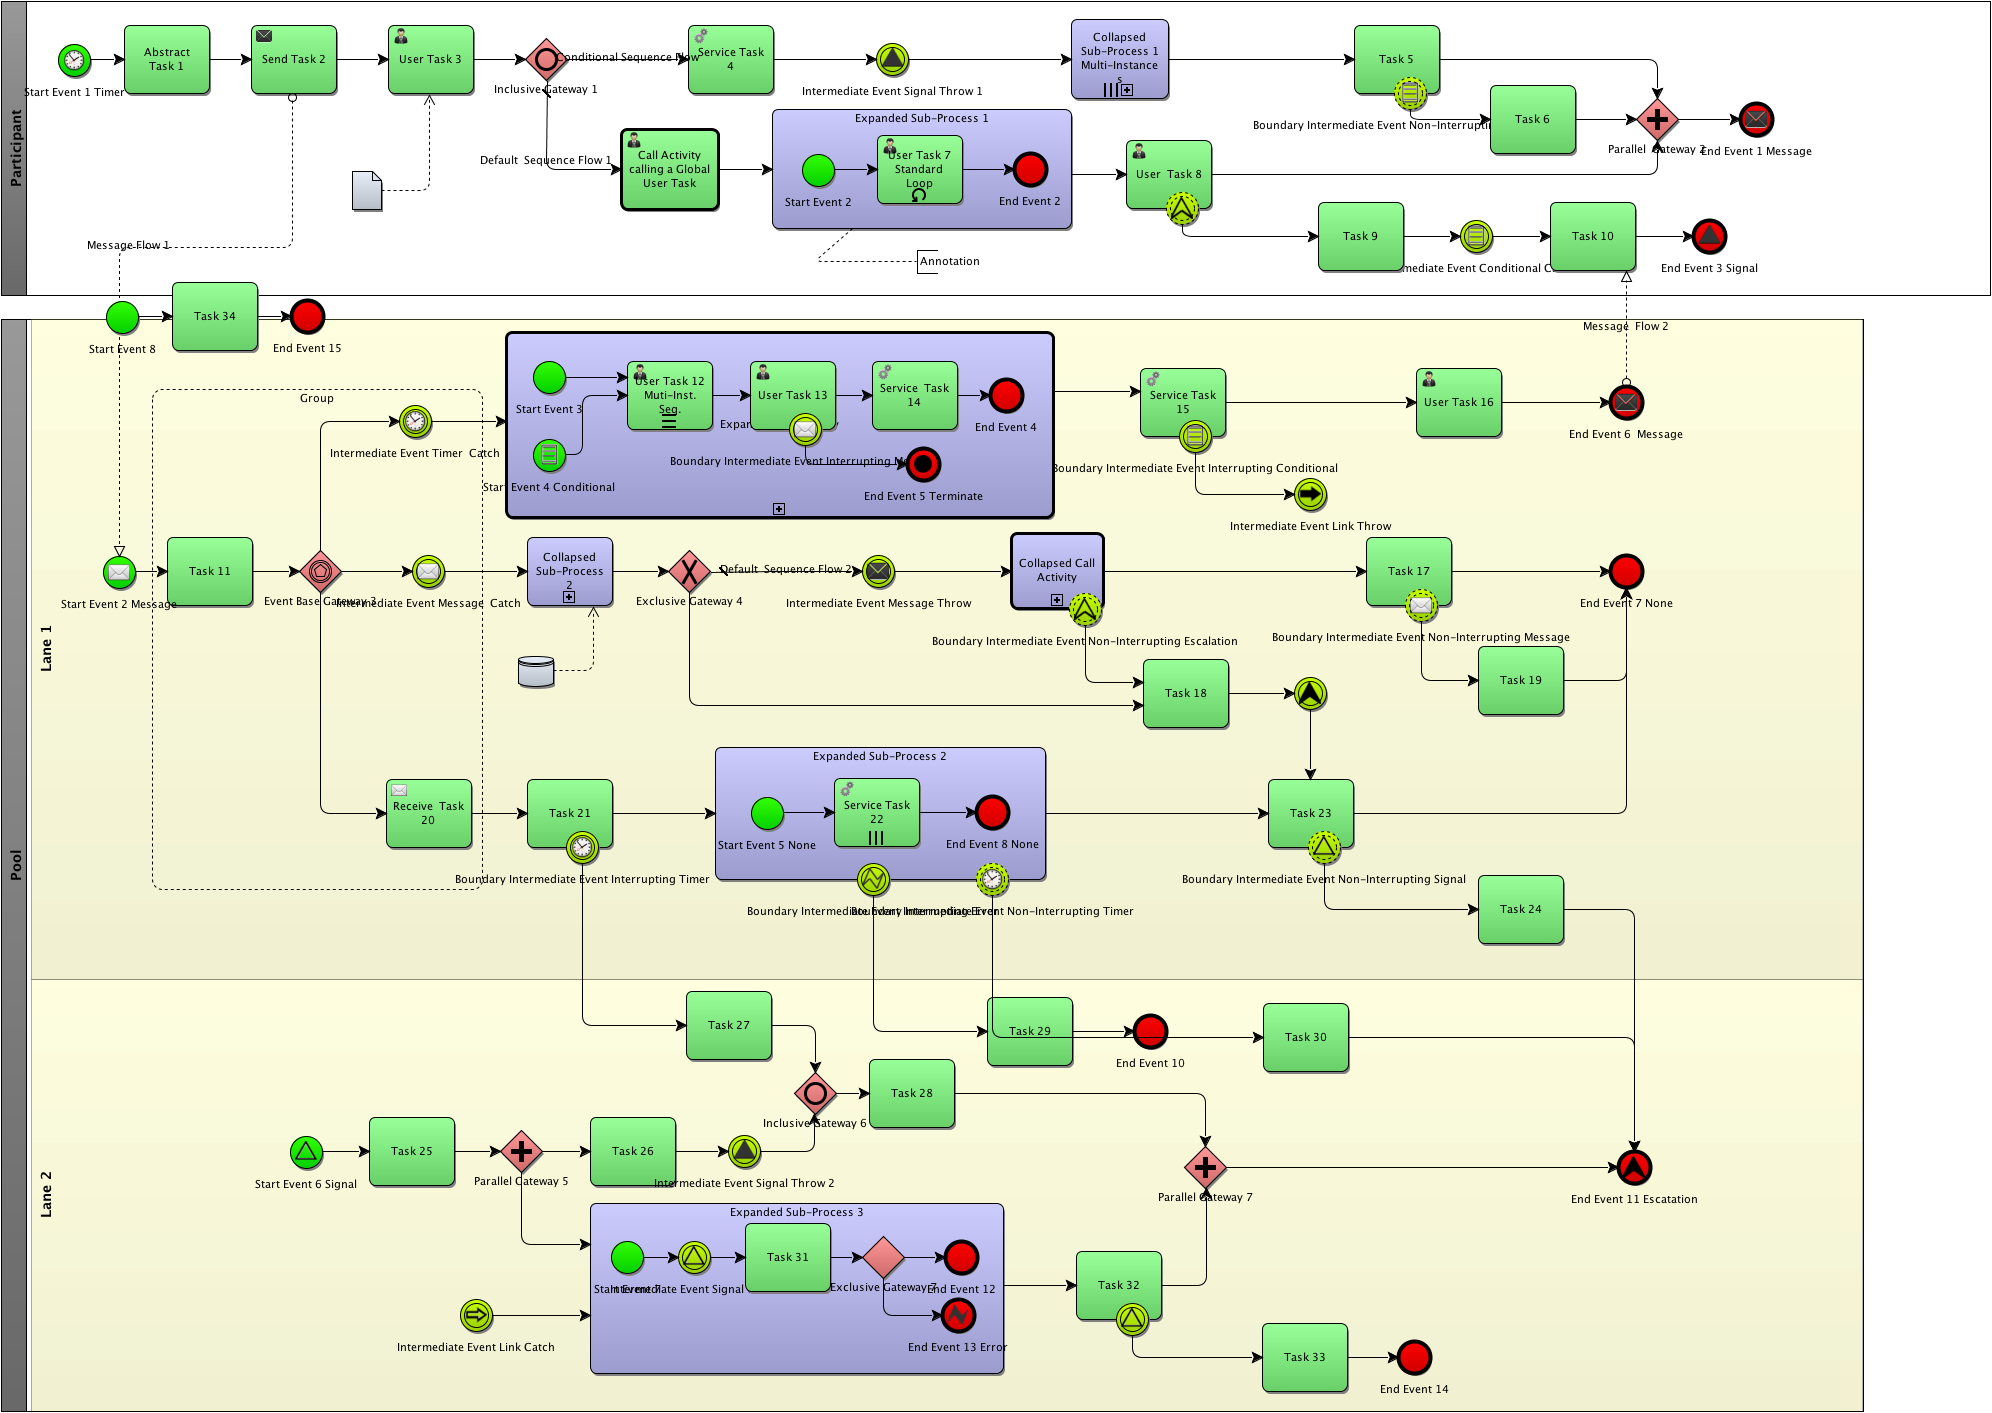 Participant
Start Event 1 Timer
Abstract
Task 1
Send Task 2
User Task 3
Inclusive Gateway 1
Conditional Sequence Flow
Service Task
4
Intermediate Event Signal Throw 1
Collapsed
Sub-Process 1
Multi-Instance
s
Task 5
Boundary Intermediate Event Non-Interrupti
Task 6
Parallel Gateway 2
End Event 1 Message
Default Sequence Flow 1
Call Activity
calling a Global
User Task
Expanded Sub-Process 1
Start Event 2
User Task 7
Standard
Loop
End Event 2
User Task 8
Task 9
mediate Event Conditional C
Task 10
End Event 3 Signal
Annotation
Message Flow 1
Message Flow 2
Start Event 8
Task 34
End Event 15
Pool
Lane 1
Group
Intermediate Event Timer Catch
Start Event 3
Start Event 4 Conditional
User Task 12
Muti-Inst.
Seq.
Expan
User Task 13
Boundary Intermediate Event Interrupting Me
Service Task
14
End Event 4
End Event 5 Terminate
Service Task
15
Boundary Intermediate Event Interrupting Conditional
Intermediate Event Link Throw
User Task 16
End Event 6 Message
Start Event 2 Message
Task 11
Event Base Gateway 3
Intermediate Event Message Catch
Collapsed
Sub-Process
2
Exclusive Gateway 4
Default Sequence Flow 2
Intermediate Event Message Throw
Collapsed Call
Activity
Boundary Intermediate Event Non-Interrupting Escalation
Task 17
Boundary Intermediate Event Non-Interrupting Message
End Event 7 None
Task 18
Task 19
Receive Task
20
Task 21
Boundary Intermediate Event Interrupting Timer
Expanded Sub-Process 2
Start Event 5 None
Service Task
22
End Event 8 None
Boundary Intermediate Event Interrupting Error
Boundary Intermediate Event Non-Interrupting Timer
Task 23
Boundary Intermediate Event Non-Interrupting Signal
Task 24
Lane 2
Task 27
Task 29
End Event 10
Task 30
Inclusive Gateway 6
Task 28
Start Event 6 Signal
Task 25
Parallel Gateway 5
Task 26
Intermediate Event Signal Throw 2
Parallel Gateway 7
End Event 11 Escatation
Expanded Sub-Process 3
Start Event 7
Intermediate Event Signal
Task 31
Exclusive Gateway 7
End Event 12
End Event 13 Error
Intermediate Event Link Catch
Task 32
Task 33
End Event 14